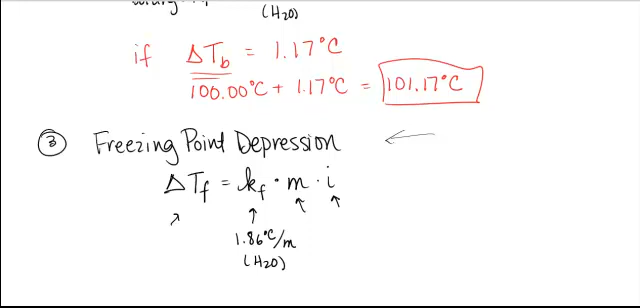 (H2O)
if ΔTb = 1.17°C
100.00°C + 1.17°C = 101.17°C
③ Freezing Point Depression
ΔTf = kf · m · i
1.86°C/m
(H2O)